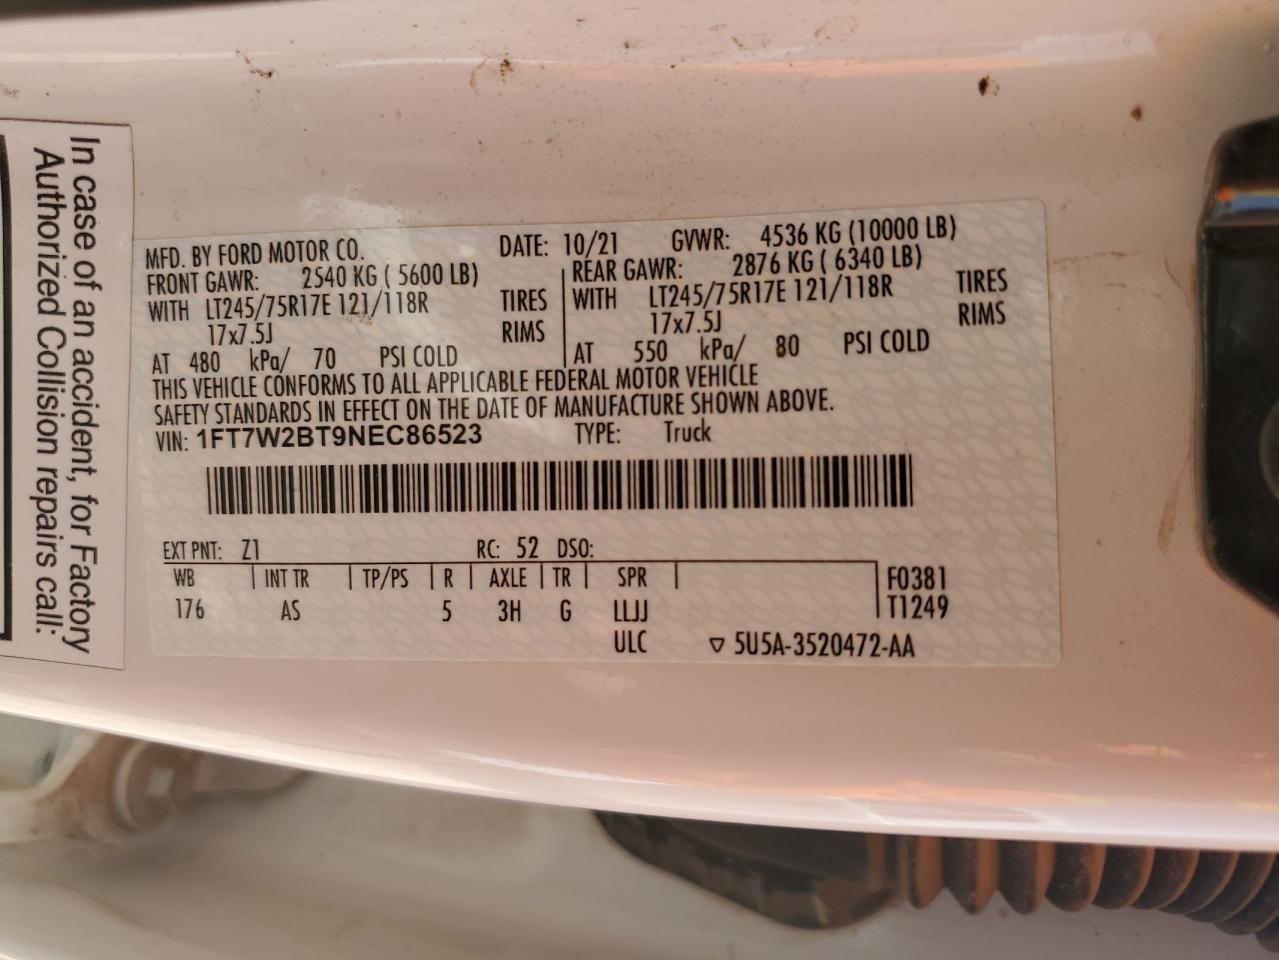 In case of an accident, for Factory
Authorized Collision repairs call:
MFD. BY FORD MOTOR CO. DATE: 10/21 GVWR: 4536 KG (10000 LB)
FRONT GAWR: 2540 KG ( 5600 LB) REAR GAWR: 2876 KG ( 6340 LB)
WITH LT245/75R17E 121/118R TIRES WITH LT245/75R17E 121/118R TIRES
17x7.5J RIMS 17x7.5J RIMS
AT 480 kPa/ 70 PSI COLD AT 550 kPa/ 80 PSI COLD
THIS VEHICLE CONFORMS TO ALL APPLICABLE FEDERAL MOTOR VEHICLE
SAFETY STANDARDS IN EFFECT ON THE DATE OF MANUFACTURE SHOWN ABOVE.
VIN: 1FT7W2BT9NEC86523 TYPE: Truck
EXT PNT: Z1 RC: 52 DSO:
WB INT TR TP/PS R AXLE TR SPR F0381
176 AS 5 3H G LLJJ T1249
ULC ▽ 5U5A-3520472-AA